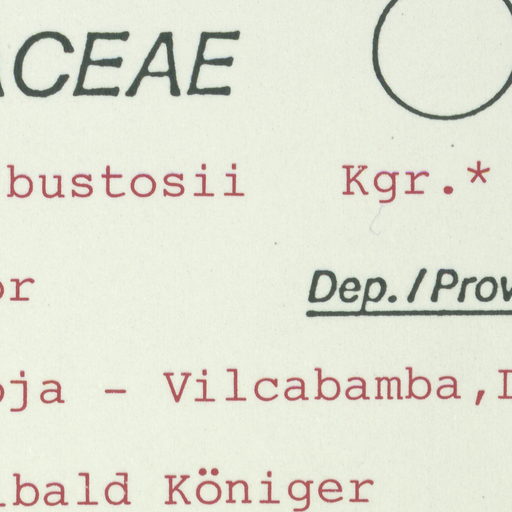 ACEAE
bustosii Kgr.*
or Dep./Prov
oja - Vilcabamba,
ibald Königer